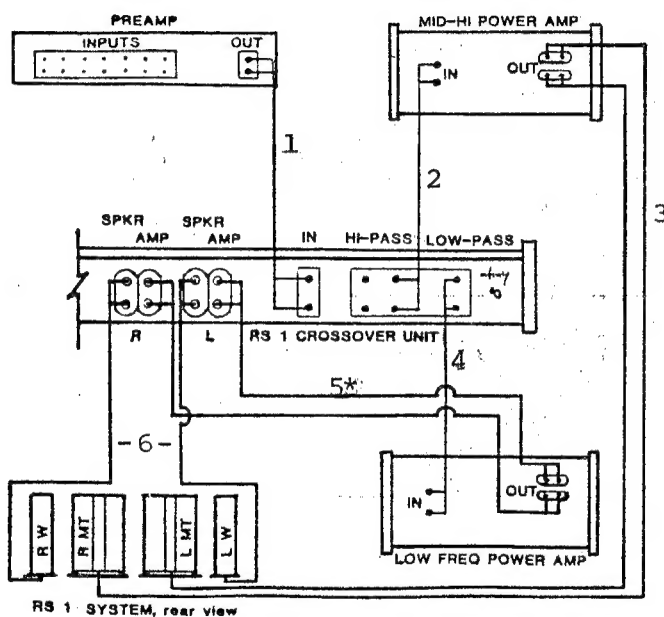 PREAMP
INPUTS
OUT
MID-HI POWER AMP
IN
OUT
1
2
3
SPKR
AMP
SPKR
AMP
IN
HI-PASS
LOW-PASS
R
L
RS 1 CROSSOVER UNIT
4
5*
-6-
R W
R MT
L MT
L W
IN
OUT
LOW FREQ POWER AMP
RS 1 SYSTEM, rear view